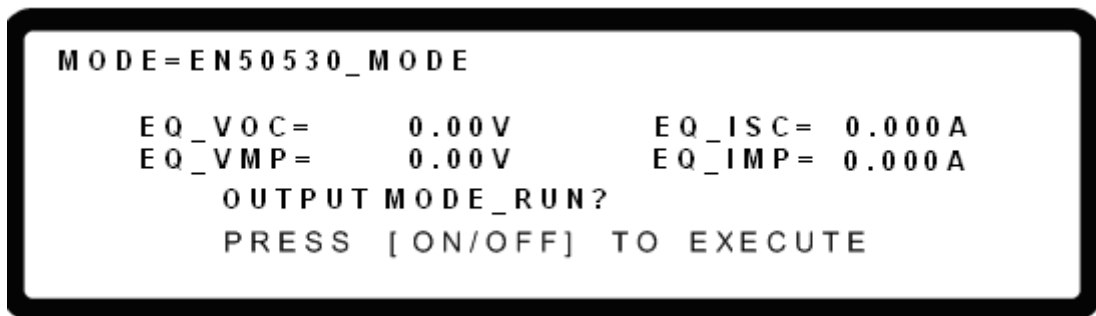 MODE=EN50530_MODE
EQ_VOC= 0.00V EQ_ISC= 0.000A
EQ_VMP= 0.00V EQ_IMP= 0.000A
OUTPUT MODE_RUN?
PRESS [ON/OFF] TO EXECUTE